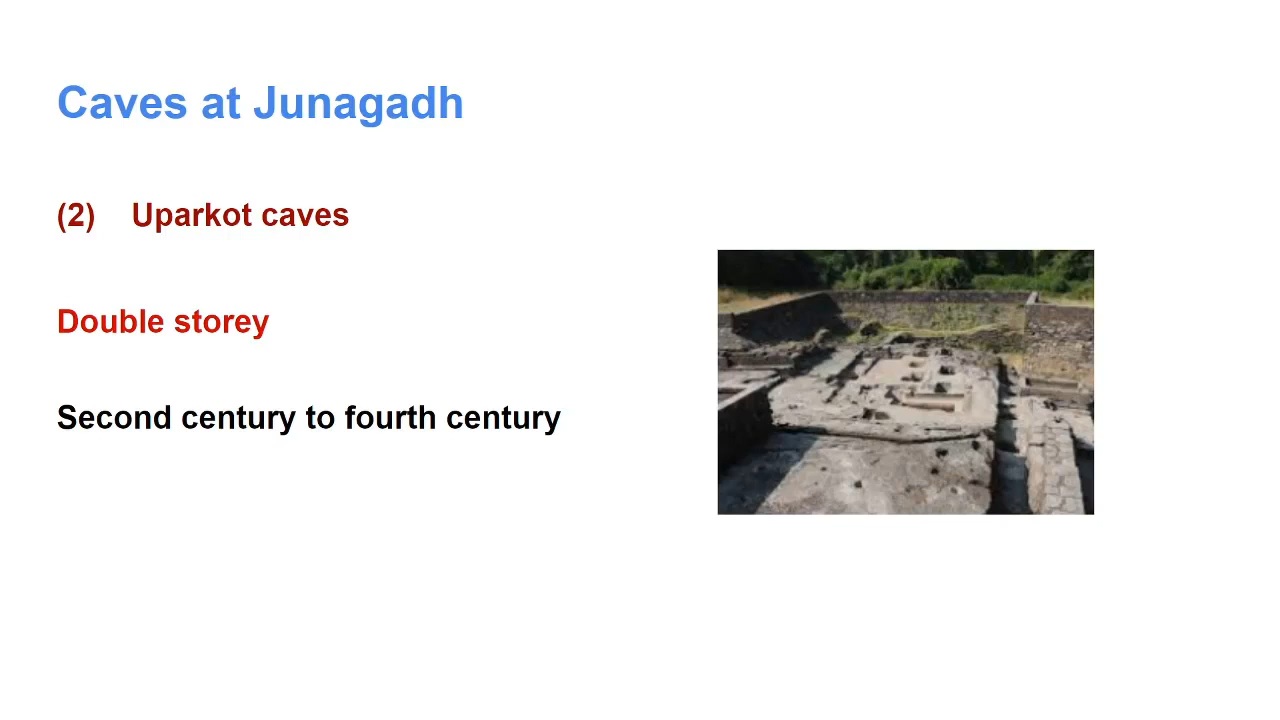 Caves at Junagadh
(2) Uparkot caves
Double storey
Second century to fourth century